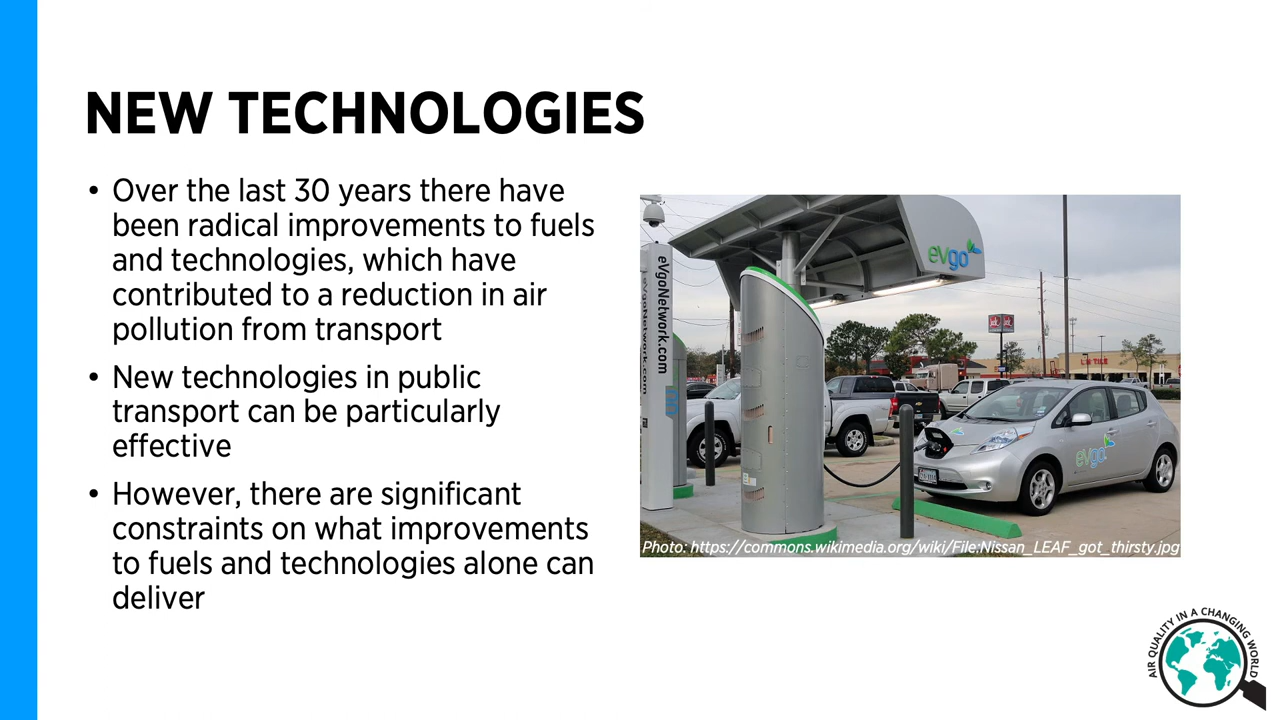 NEW TECHNOLOGIES
• Over the last 30 years there have
been radical improvements to fuels
and technologies, which have
contributed to a reduction in air
pollution from transport
• New technologies in public
transport can be particularly
effective
• However, there are significant
constraints on what improvements
to fuels and technologies alone can
deliver
evgo
eVgoNetwork.com
eVgoNetwork.com
evgo
Photo: https://commons.wikimedia.org/wiki/File:Nissan_LEAF_got_thirsty.jpg
AIR QUALITY IN A CHANGING WORLD